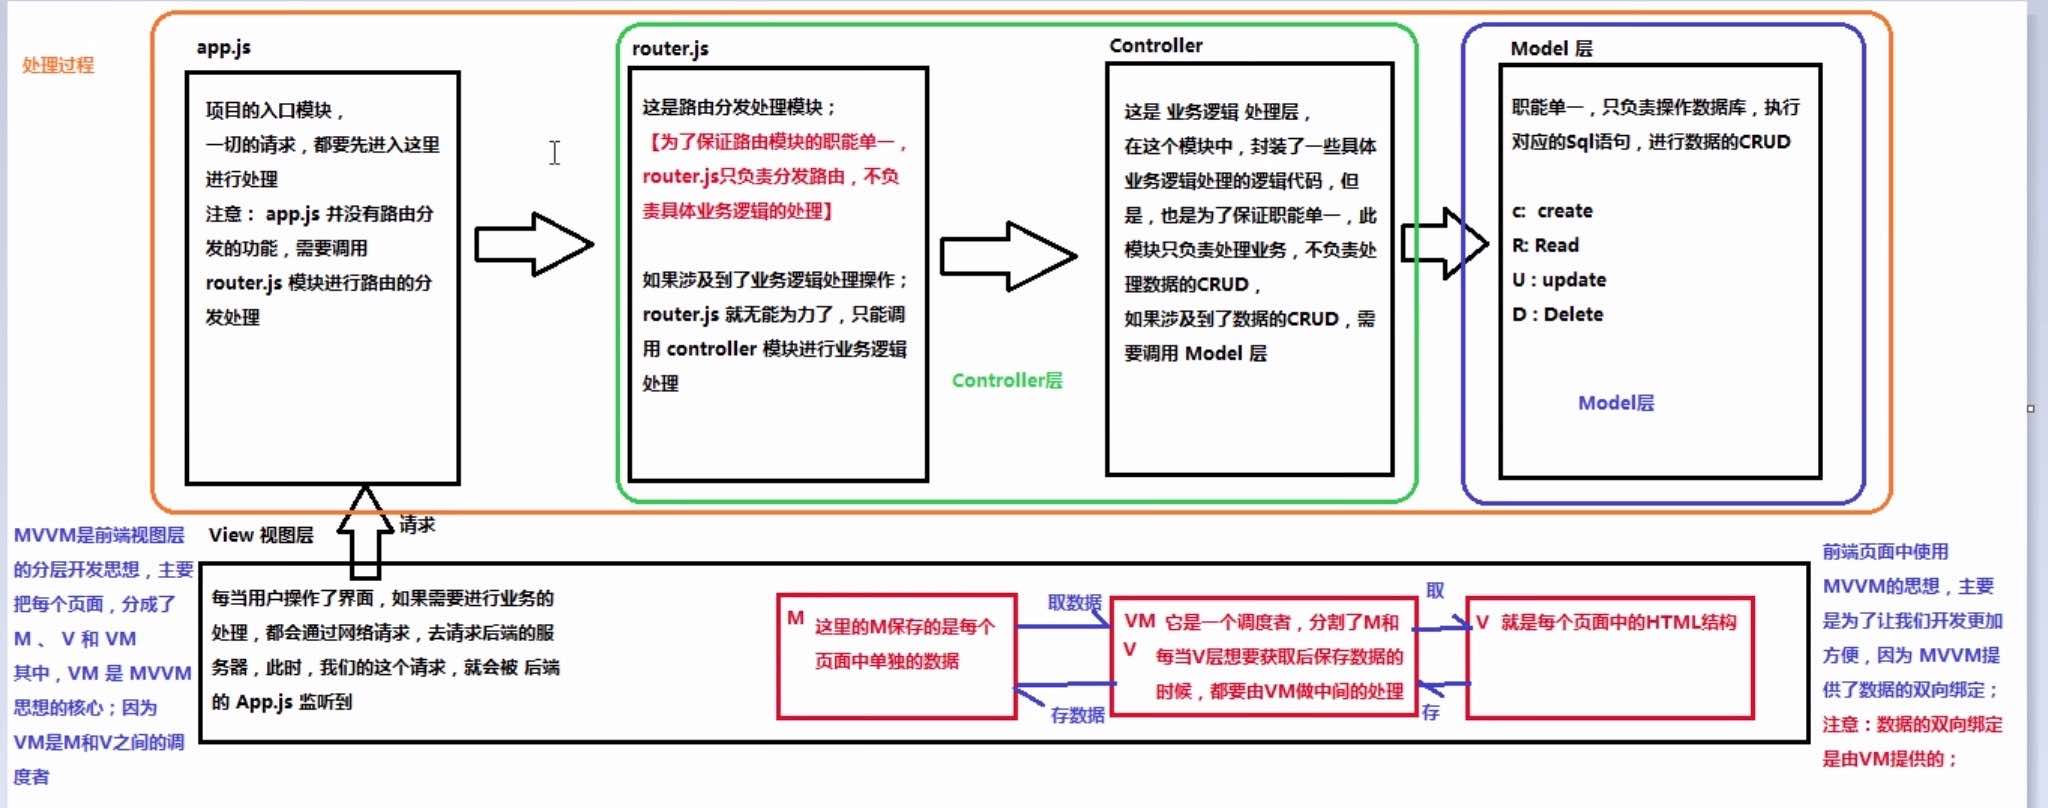 处理过程
app.js
项目的入口模块，
一切的请求，都要先进入这里
进行处理
注意： app.js 并没有路由分
发的功能，需要调用
router.js 模块进行路由的分
发处理
router.js
这是路由分发处理模块；
【为了保证路由模块的职能单一，
router.js只负责分发路由，不负
责具体业务逻辑的处理】
如果涉及到了业务逻辑处理操作；
router.js 就无能为力了，只能调
用 controller 模块进行业务逻辑
处理
Controller层
Controller
这是 业务逻辑 处理层，
在这个模块中，封装了一些具体
业务逻辑处理的逻辑代码，但
是，也是为了保证职能单一，此
模块只负责处理业务，不负责处
理数据的CRUD，
如果涉及到了数据的CRUD，需
要调用 Model 层
Model 层
职能单一，只负责操作数据库，执行
对应的Sql语句，进行数据的CRUD
c: create
R: Read
U : update
D : Delete
Model层
请求
MVVM是前端视图层
的分层开发思想，主要
把每个页面，分成了
M 、 V 和 VM
其中，VM 是 MVVM
思想的核心；因为
VM是M和V之间的调
度者
View 视图层
每当用户操作了界面，如果需要进行业务的
处理，都会通过网络请求，去请求后端的服
务器，此时，我们的这个请求，就会被 后端
的 App.js 监听到
M 这里的M保存的是每个
页面中单独的数据
取数据
存数据
VM 它是一个调度者，分割了M和
V
每当V层想要获取后保存数据的
时候，都要由VM做中间的处理
取
存
V 就是每个页面中的HTML结构
前端页面中使用
MVVM的思想，主要
是为了让我们开发更加
方便，因为 MVVM提
供了数据的双向绑定；
注意：数据的双向绑定
是由VM提供的；